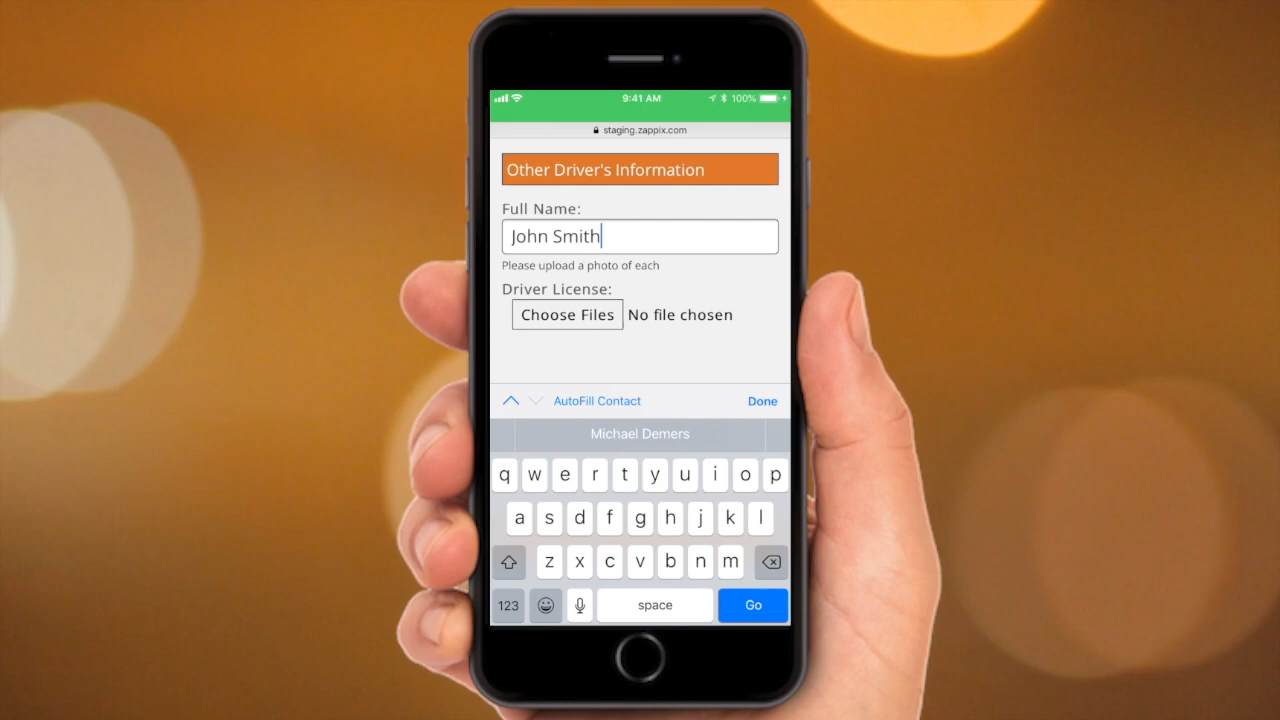 9:41 AM 100%
staging.zappix.com
Other Driver's Information
Full Name:
John Smith
Please upload a photo of each
Driver License:
Choose Files No file chosen
AutoFill Contact Done
Michael Demers
q w e r t y u i o p
a s d f g h j k l
z x c v b n m
123 space Go